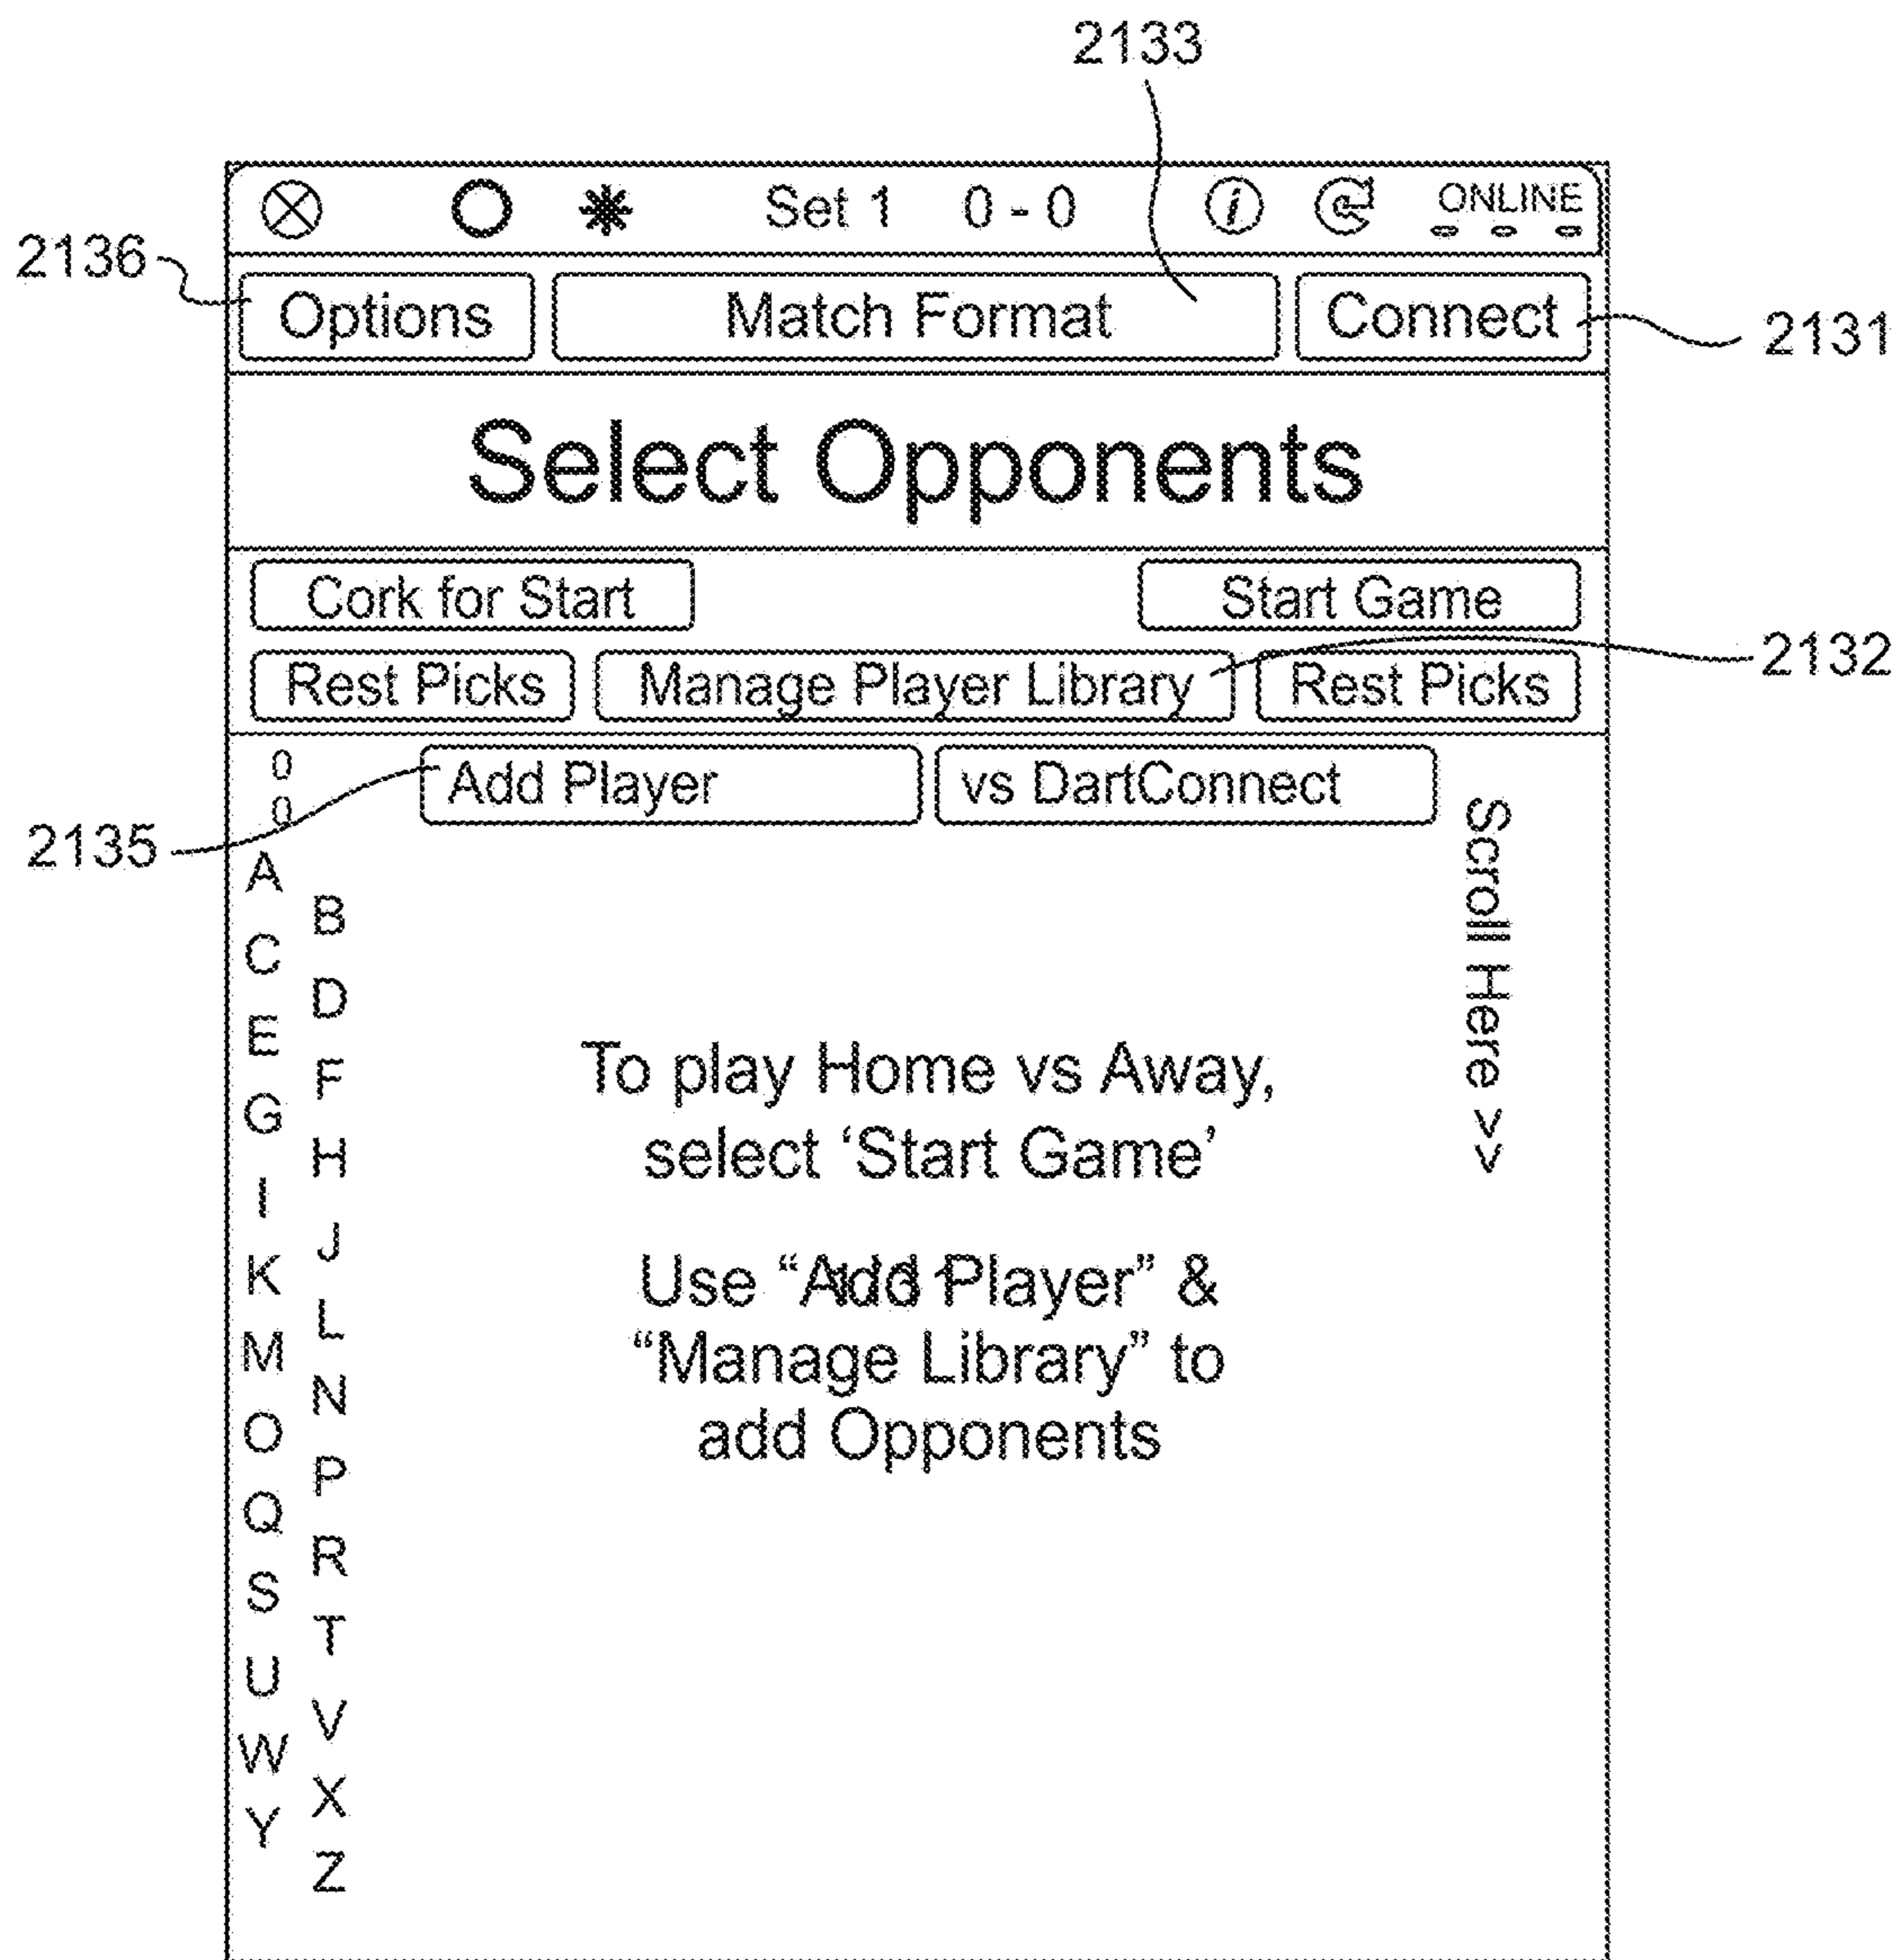 2133
Set 1 0 - 0 i ONLINE
2136
Options Match Format Connect
2131
Select Opponents
Cork for Start Start Game
Rest Picks Manage Player Library Rest Picks
2132
0
0
Add Player vs DartConnect
2135
Scroll Here >>
A
B
C
D
E
F
G
H
I
J
K
L
M
N
O
P
Q
R
S
T
U
V
W
X
Y
Z
To play Home vs Away,
select ‘Start Game’
Use “Add Player” &
“Manage Library” to
add Opponents